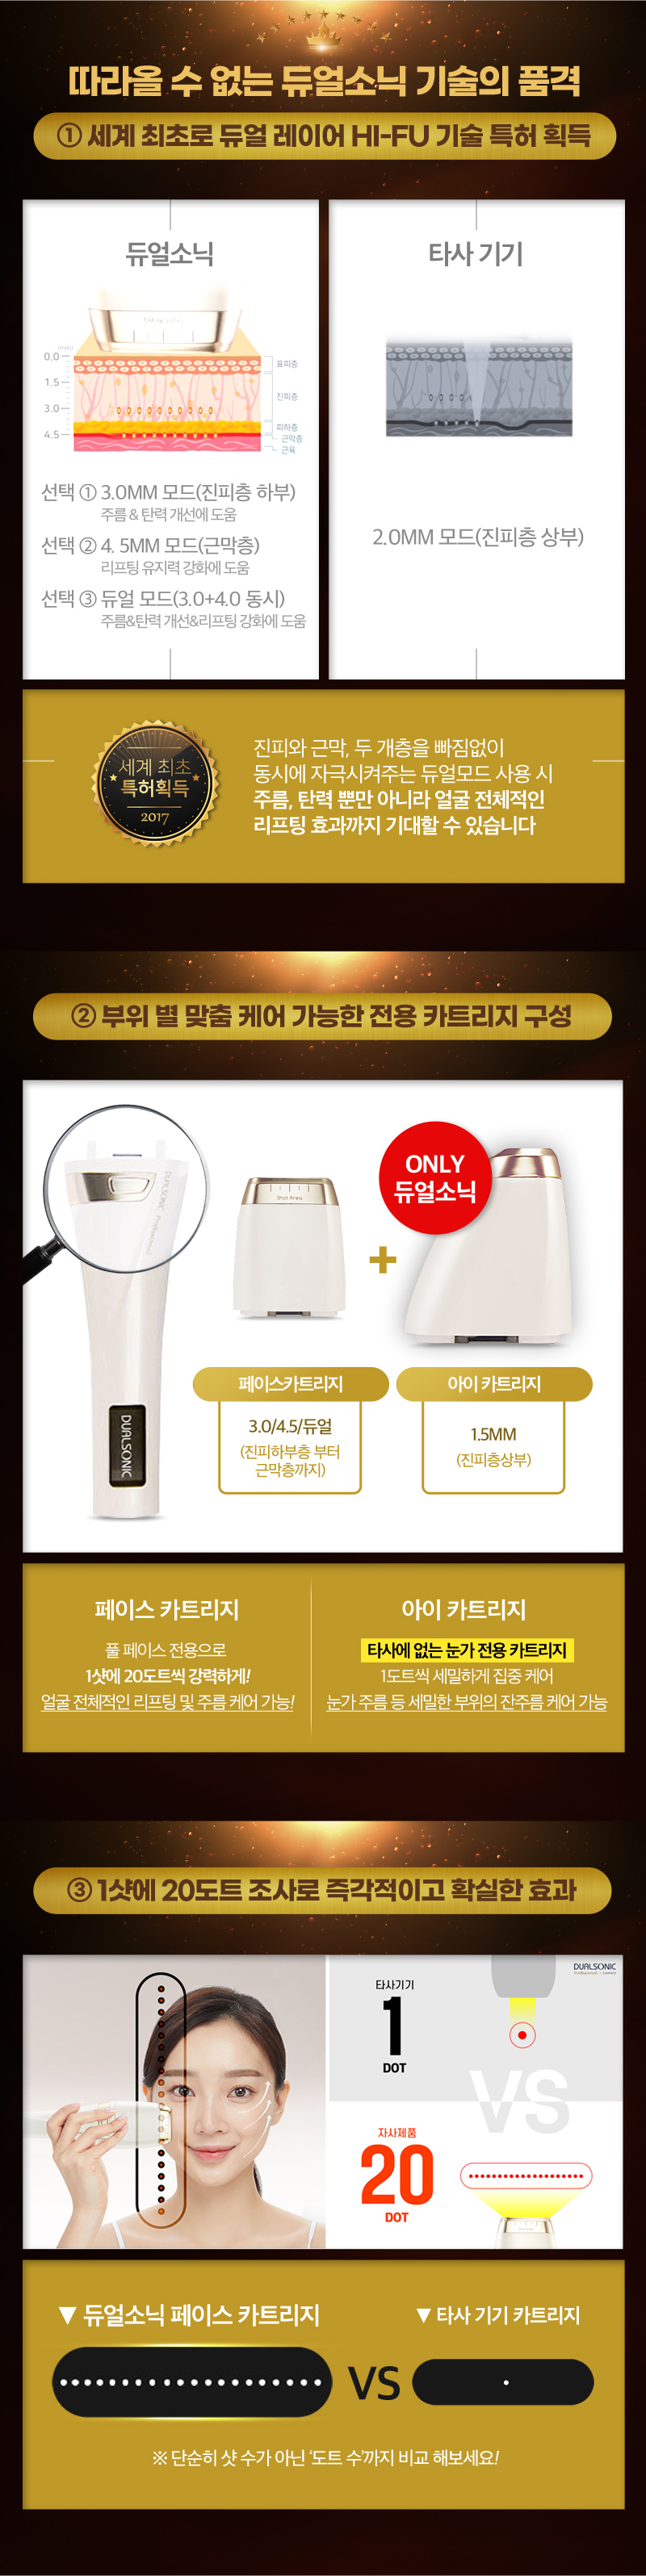 따라올 수 없는 듀얼소닉 기술의 품격
① 세계 최초로 듀얼 레이어 HI-FU 기술 특허 획득
듀얼소닉
(mm)
0.0
1.5
3.0
4.5
표피층
진피층
피하층
근막층
근육
선택 ① 3.0MM 모드(진피층 하부)
주름 & 탄력 개선에 도움
선택 ② 4. 5MM 모드(근막층)
리프팅 유지력 강화에 도움
선택 ③ 듀얼 모드(3.0+4.0 동시)
주름&탄력 개선&리프팅 강화에 도움
타사 기기
2.0MM 모드(진피층 상부)
세계 최초
특허획득
2017
진피와 근막, 두 개층을 빠짐없이
동시에 자극시켜주는 듀얼모드 사용 시
주름, 탄력 뿐만 아니라 얼굴 전체적인
리프팅 효과까지 기대할 수 있습니다
② 부위 별 맞춤 케어 가능한 전용 카트리지 구성
DUALSONIC Professional
DUALSONIC
Shot Area
ONLY
듀얼소닉
페이스카트리지
3.0/4.5/듀얼
(진피하부층 부터
근막층까지)
아이 카트리지
1.5MM
(진피층상부)
페이스 카트리지
풀 페이스 전용으로
1샷에 20도트씩 강력하게!
얼굴 전체적인 리프팅 및 주름 케어 가능!
아이 카트리지
타사에 없는 눈가 전용 카트리지
1도트씩 세밀하게 집중 케어
눈가 주름 등 세밀한 부위의 잔주름 케어 가능
③ 1샷에 20도트 조사로 즉각적이고 확실한 효과
타사기기
1
DOT
DUALSONIC
VS
자사제품
20
DOT
▼ 듀얼소닉 페이스 카트리지
▼ 타사 기기 카트리지
VS
※ 단순히 샷 수가 아닌 '도트 수'까지 비교 해보세요!